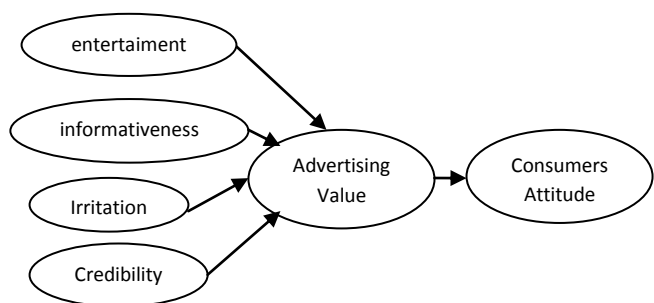 entertaiment
informativeness
Irritation
Credibility
Advertising
Value
Consumers
Attitude